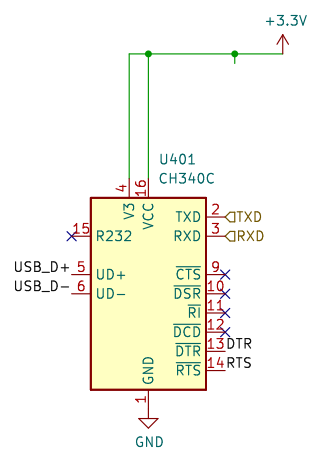 +3.3V
U401
CH340C
4
16
V3
VCC
2
TXD
TXD
3
RXD
RXD
15
R232
5
USB_D+
UD+
6
USB_D-
UD-
9
CTS
10
DSR
11
RI
12
DCD
13
DTR
DTR
14
RTS
RTS
GND
1
GND